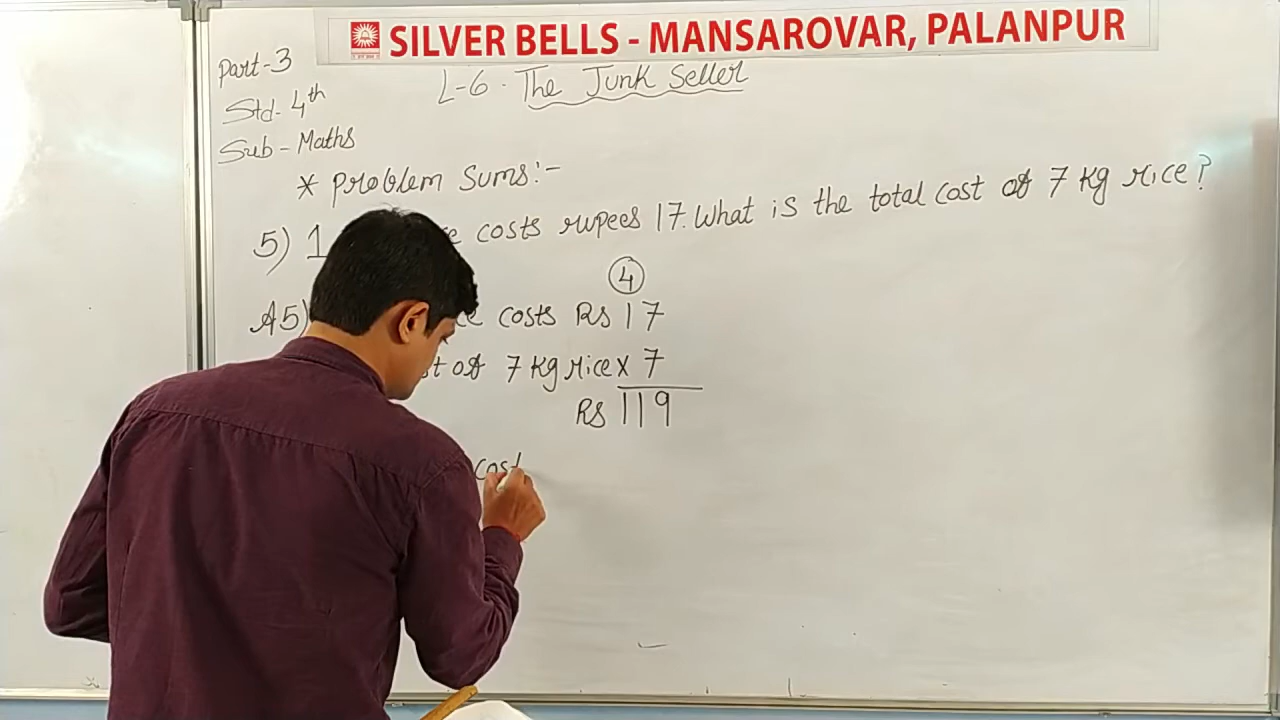 SILVER BELLS - MANSAROVAR, PALANPUR
Part-3
L-6. The Junk Seller
Std- 4th
Sub - Maths
* Problem Sums:-
5) 1 costs rupees 17. What is the total cost of 7 kg rice?
4
A5) costs Rs 17
of 7 kg rice x 7
Rs 119
cost